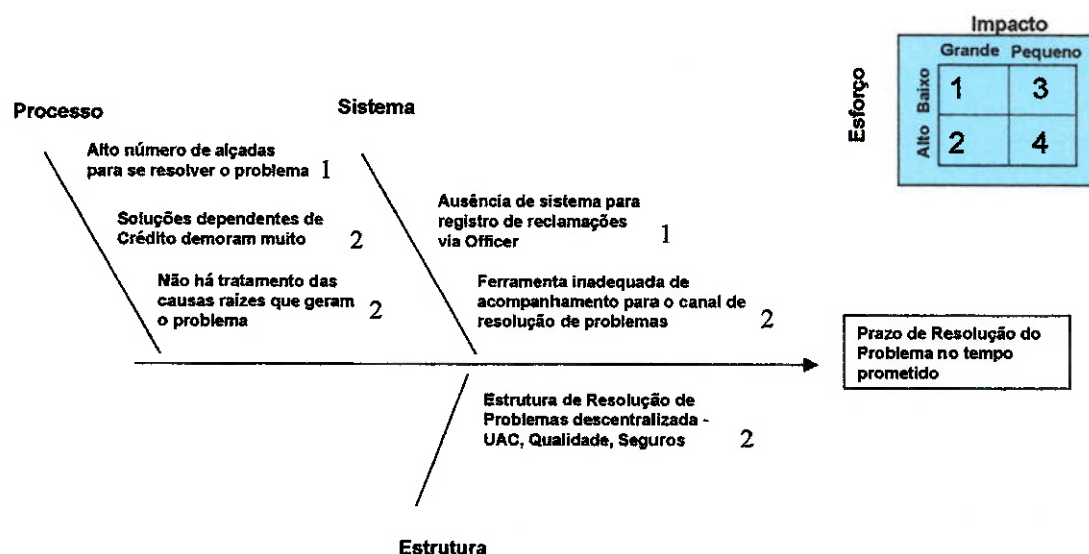 Impacto
Grande Pequeno
Esforço
Baixo
1 3
Alto
2 4
Processo
Sistema
Alto número de alçadas
para se resolver o problema 1
Soluções dependentes de
Crédito demoram muito 2
Não há tratamento das
causas raízes que geram
o problema 2
Ausência de sistema para
registro de reclamações
via Officer 1
Ferramenta inadequada de
acompanhamento para o canal de
resolução de problemas 2
Prazo de Resolução do
Problema no tempo
prometido
Estrutura de Resolução de
Problemas descentralizada -
UAC, Qualidade, Seguros 2
Estrutura